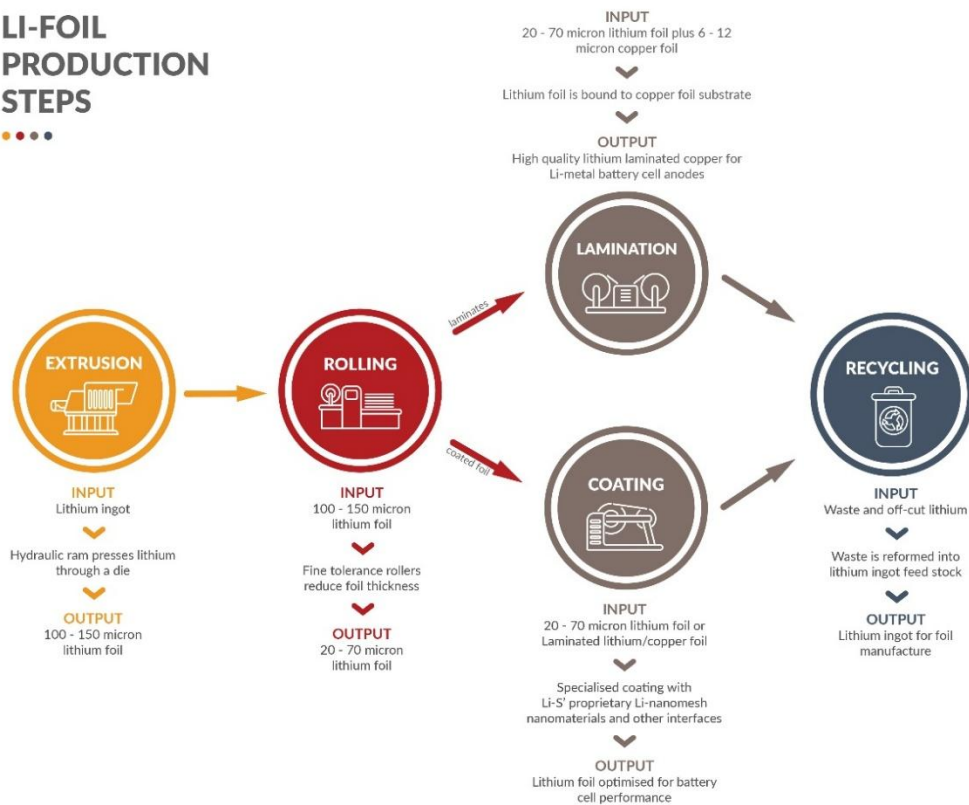 LI-FOIL
PRODUCTION
STEPS
INPUT
20 - 70 micron lithium foil plus 6 - 12
micron copper foil
Lithium foil is bound to copper foil substrate
OUTPUT
High quality lithium laminated copper for
Li-metal battery cell anodes
LAMINATION
laminates
EXTRUSION
INPUT
Lithium ingot
Hydraulic ram presses lithium
through a die
OUTPUT
100 - 150 micron
lithium foil
ROLLING
INPUT
100 - 150 micron
lithium foil
Fine tolerance rollers
reduce foil thickness
OUTPUT
20 - 70 micron
lithium foil
coated foil
COATING
INPUT
20 - 70 micron lithium foil or
Laminated lithium/copper foil
Specialised coating with
Li-S' proprietary Li-nanomesh
nanomaterials and other interfaces
OUTPUT
Lithium foil optimised for battery
cell performance
RECYCLING
INPUT
Waste and off-cut lithium
Waste is reformed into
lithium ingot feed stock
OUTPUT
Lithium ingot for foil
manufacture